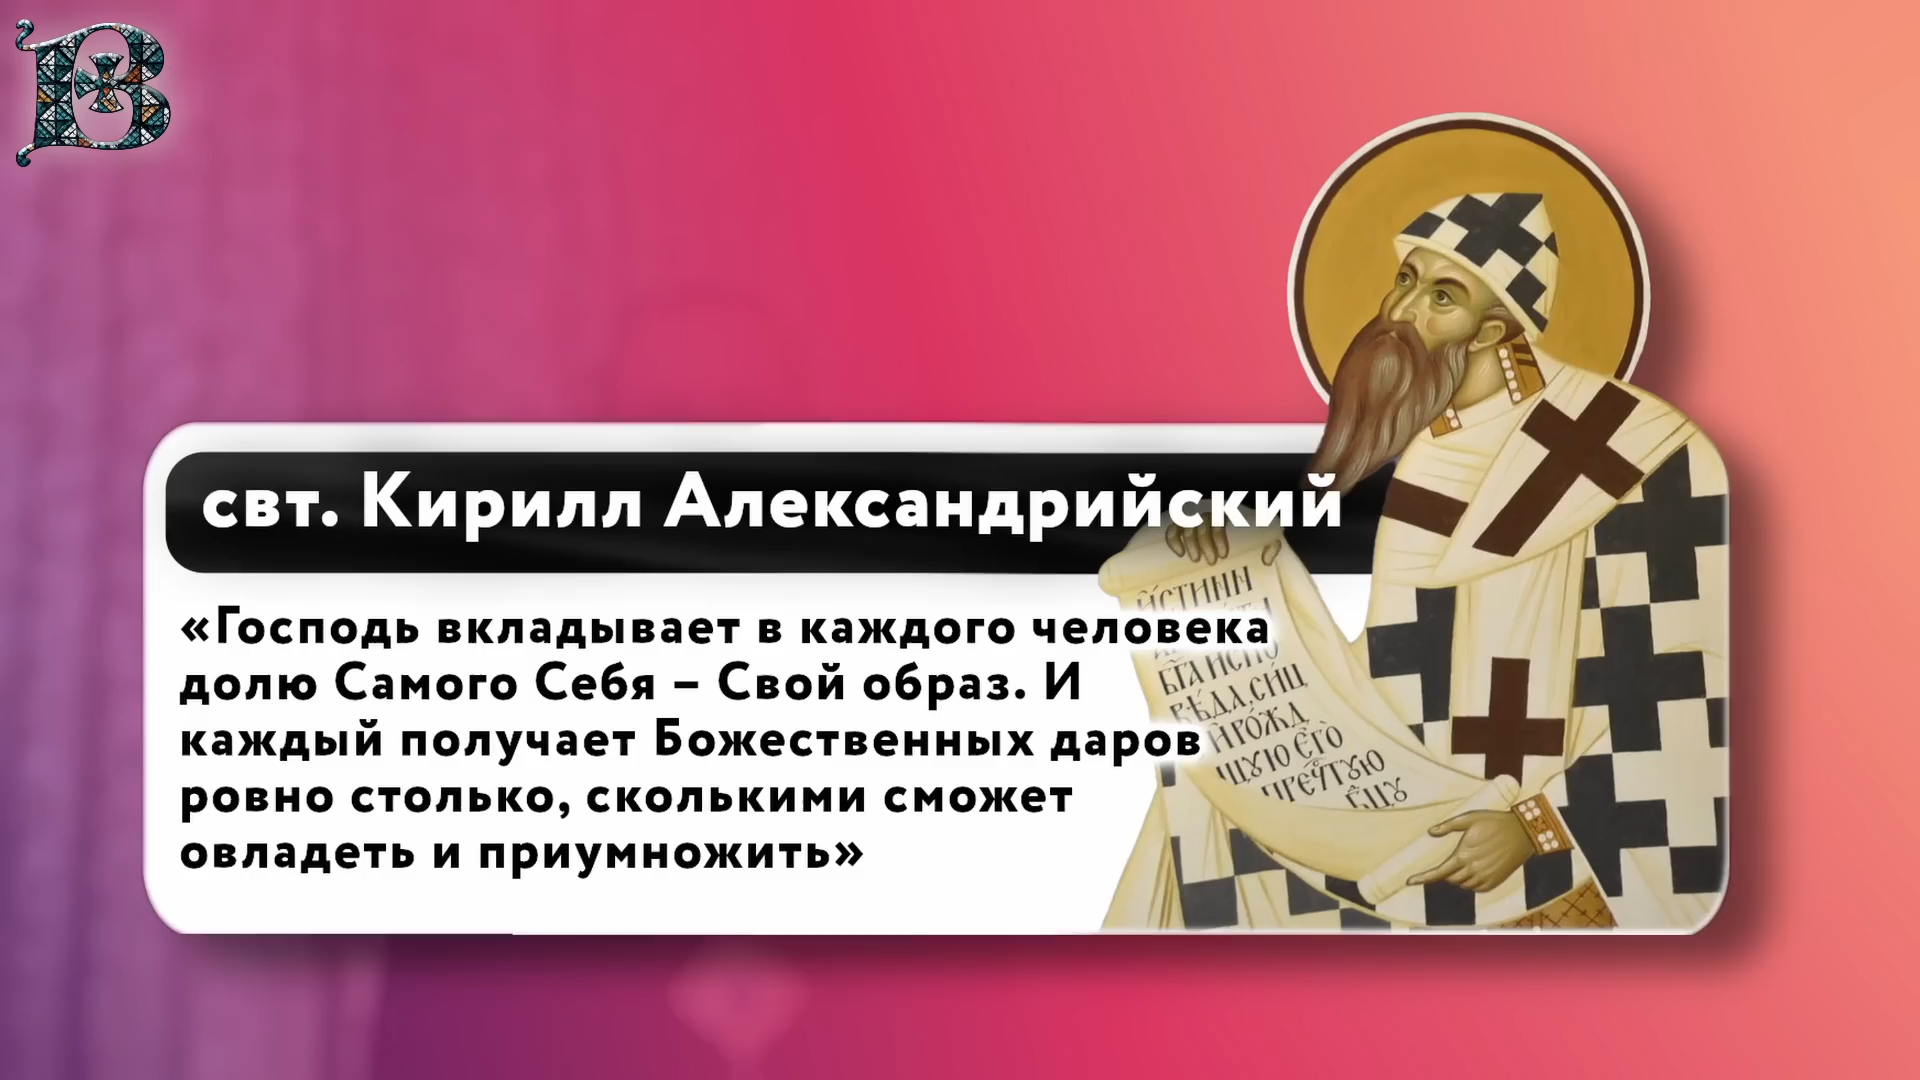 свт. Кирилл Александрийский
«Господь вкладывает в каждого человека
долю Самого Себя – Свой образ. И
каждый получает Божественных даров
ровно столько, сколькими сможет
овладеть и приумножить»